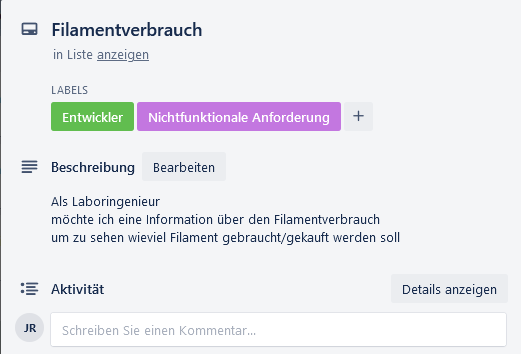 Filamentverbrauch
in Liste anzeigen
LABELS
Entwickler Nichtfunktionale Anforderung +
Beschreibung Bearbeiten
Als Laboringenieur
möchte ich eine Information über den Filamentverbrauch
um zu sehen wieviel Filament gebraucht/gekauft werden soll
Aktivität Details anzeigen
JR Schreiben Sie einen Kommentar...